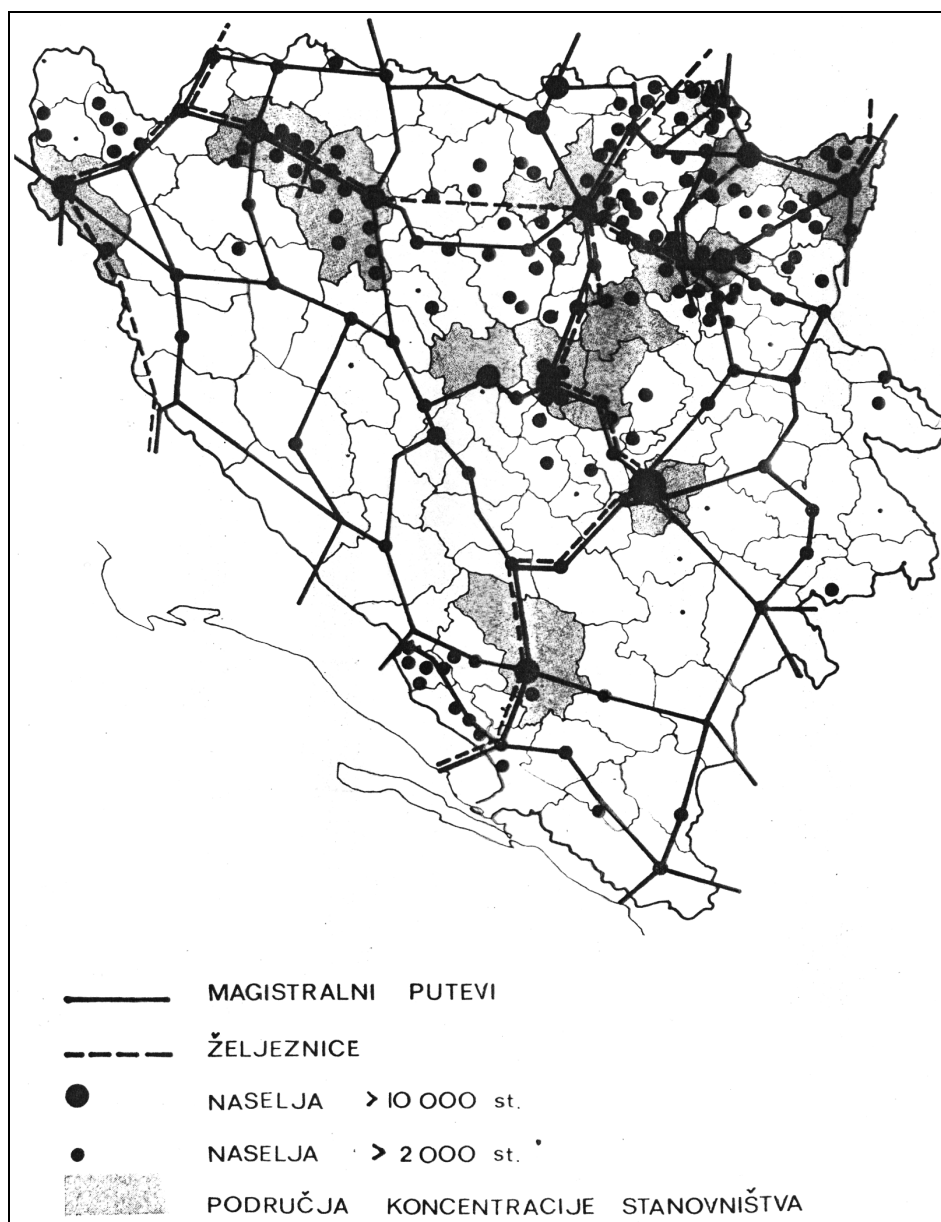 MAGISTRALNI PUTEVI
ŽELJEZNICE
NASELJA > 10 000 st.
NASELJA > 2 000 st.
PODRUČJA KONCENTRACIJE STANOVNIŠTVA